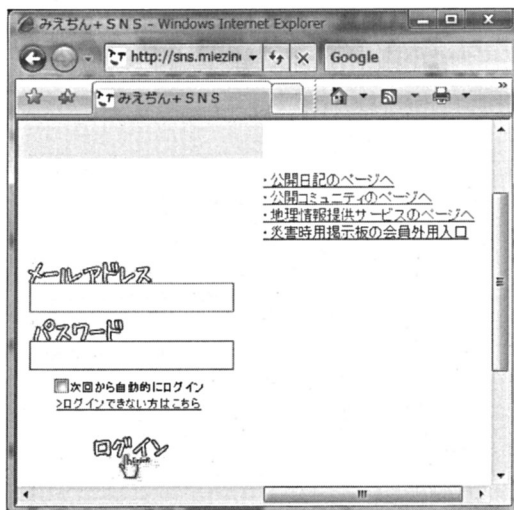 みえぢん+SNS - Windows Internet Explorer
http://sns.miezin
Google
みえぢん+SNS
・公開日記のページへ
・公開コミュニティのページへ
・地理情報提供サービスのページへ
・災害時用掲示板の会員外用入口
メールアドレス
パスワード
次回から自動的にログイン
>ログインできない方はこちら
ログイン